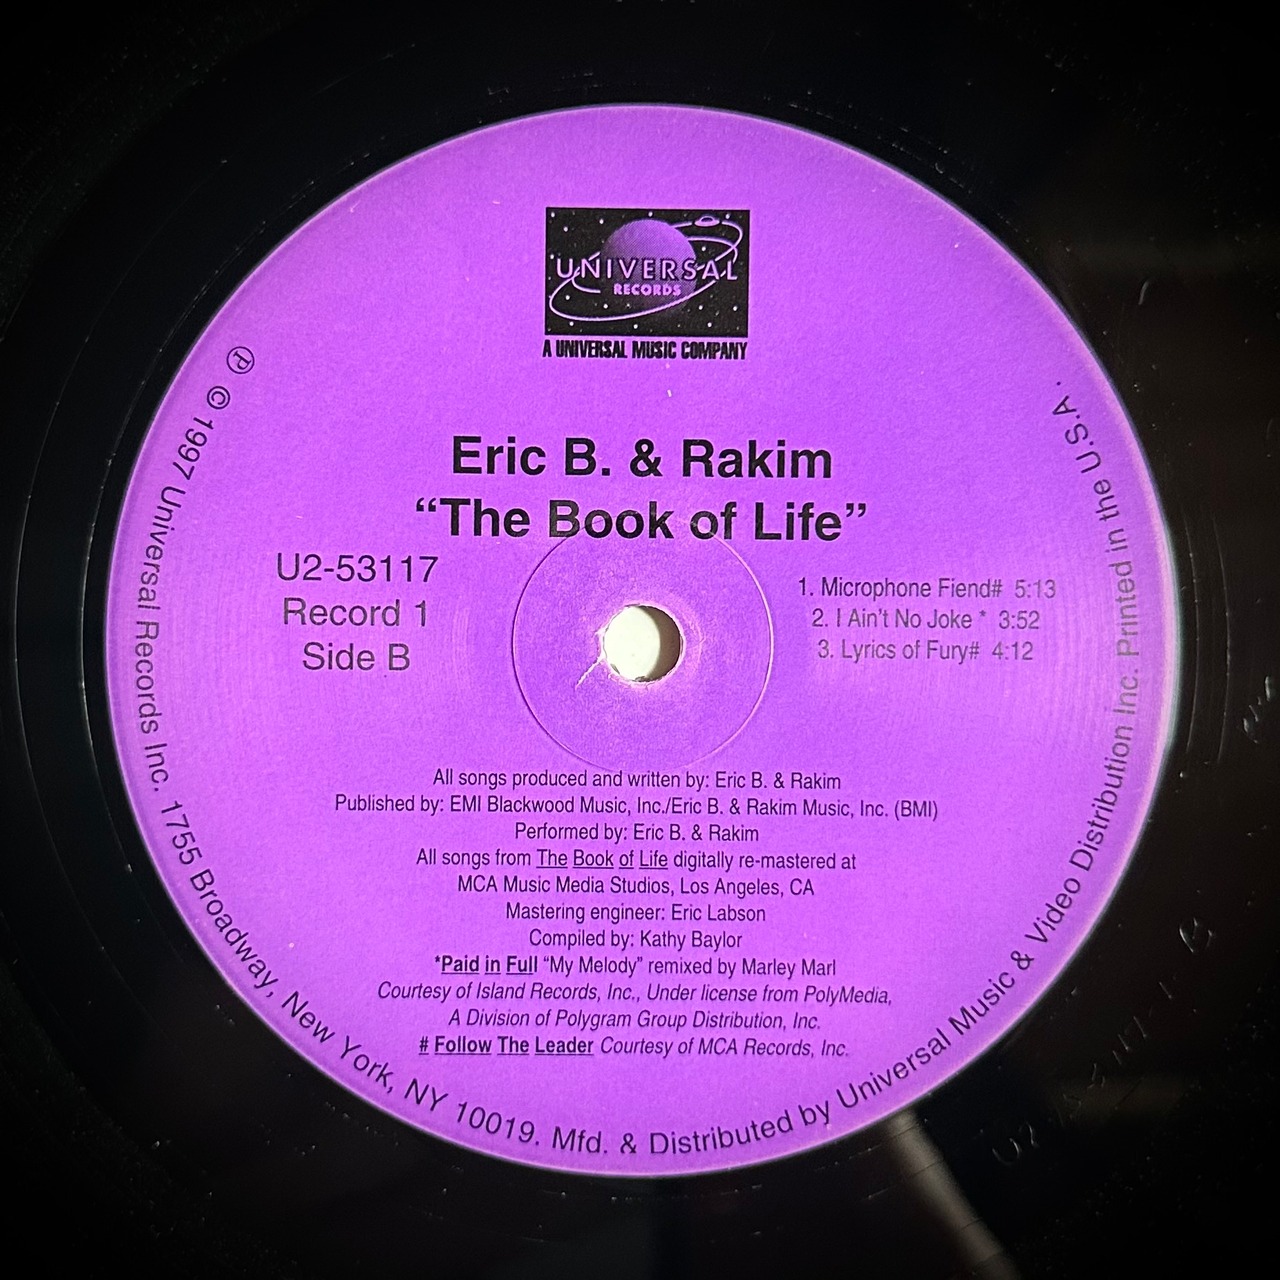 UNIVERSAL
RECORDS
A UNIVERSAL MUSIC COMPANY
Eric B. & Rakim
“The Book of Life”
U2-53117
Record 1
Side B
1. Microphone Fiend# 5:13
2. I Ain't No Joke * 3:52
3. Lyrics of Fury# 4:12
All songs produced and written by: Eric B. & Rakim
Published by: EMI Blackwood Music, Inc./Eric B. & Rakim Music, Inc. (BMI)
Performed by: Eric B. & Rakim
All songs from The Book of Life digitally re-mastered at
MCA Music Media Studios, Los Angeles, CA
Mastering engineer: Eric Labson
Compiled by: Kathy Baylor
*Paid in Full “My Melody” remixed by Marley Marl
Courtesy of Island Records, Inc., Under license from PolyMedia,
A Division of Polygram Group Distribution, Inc.
# Follow The Leader Courtesy of MCA Records, Inc.
℗ © 1997 Universal Records Inc. 1755 Broadway, New York, NY 10019. Mfd. & Distributed by Universal Music & Video Distribution Inc. Printed in the U.S.A.